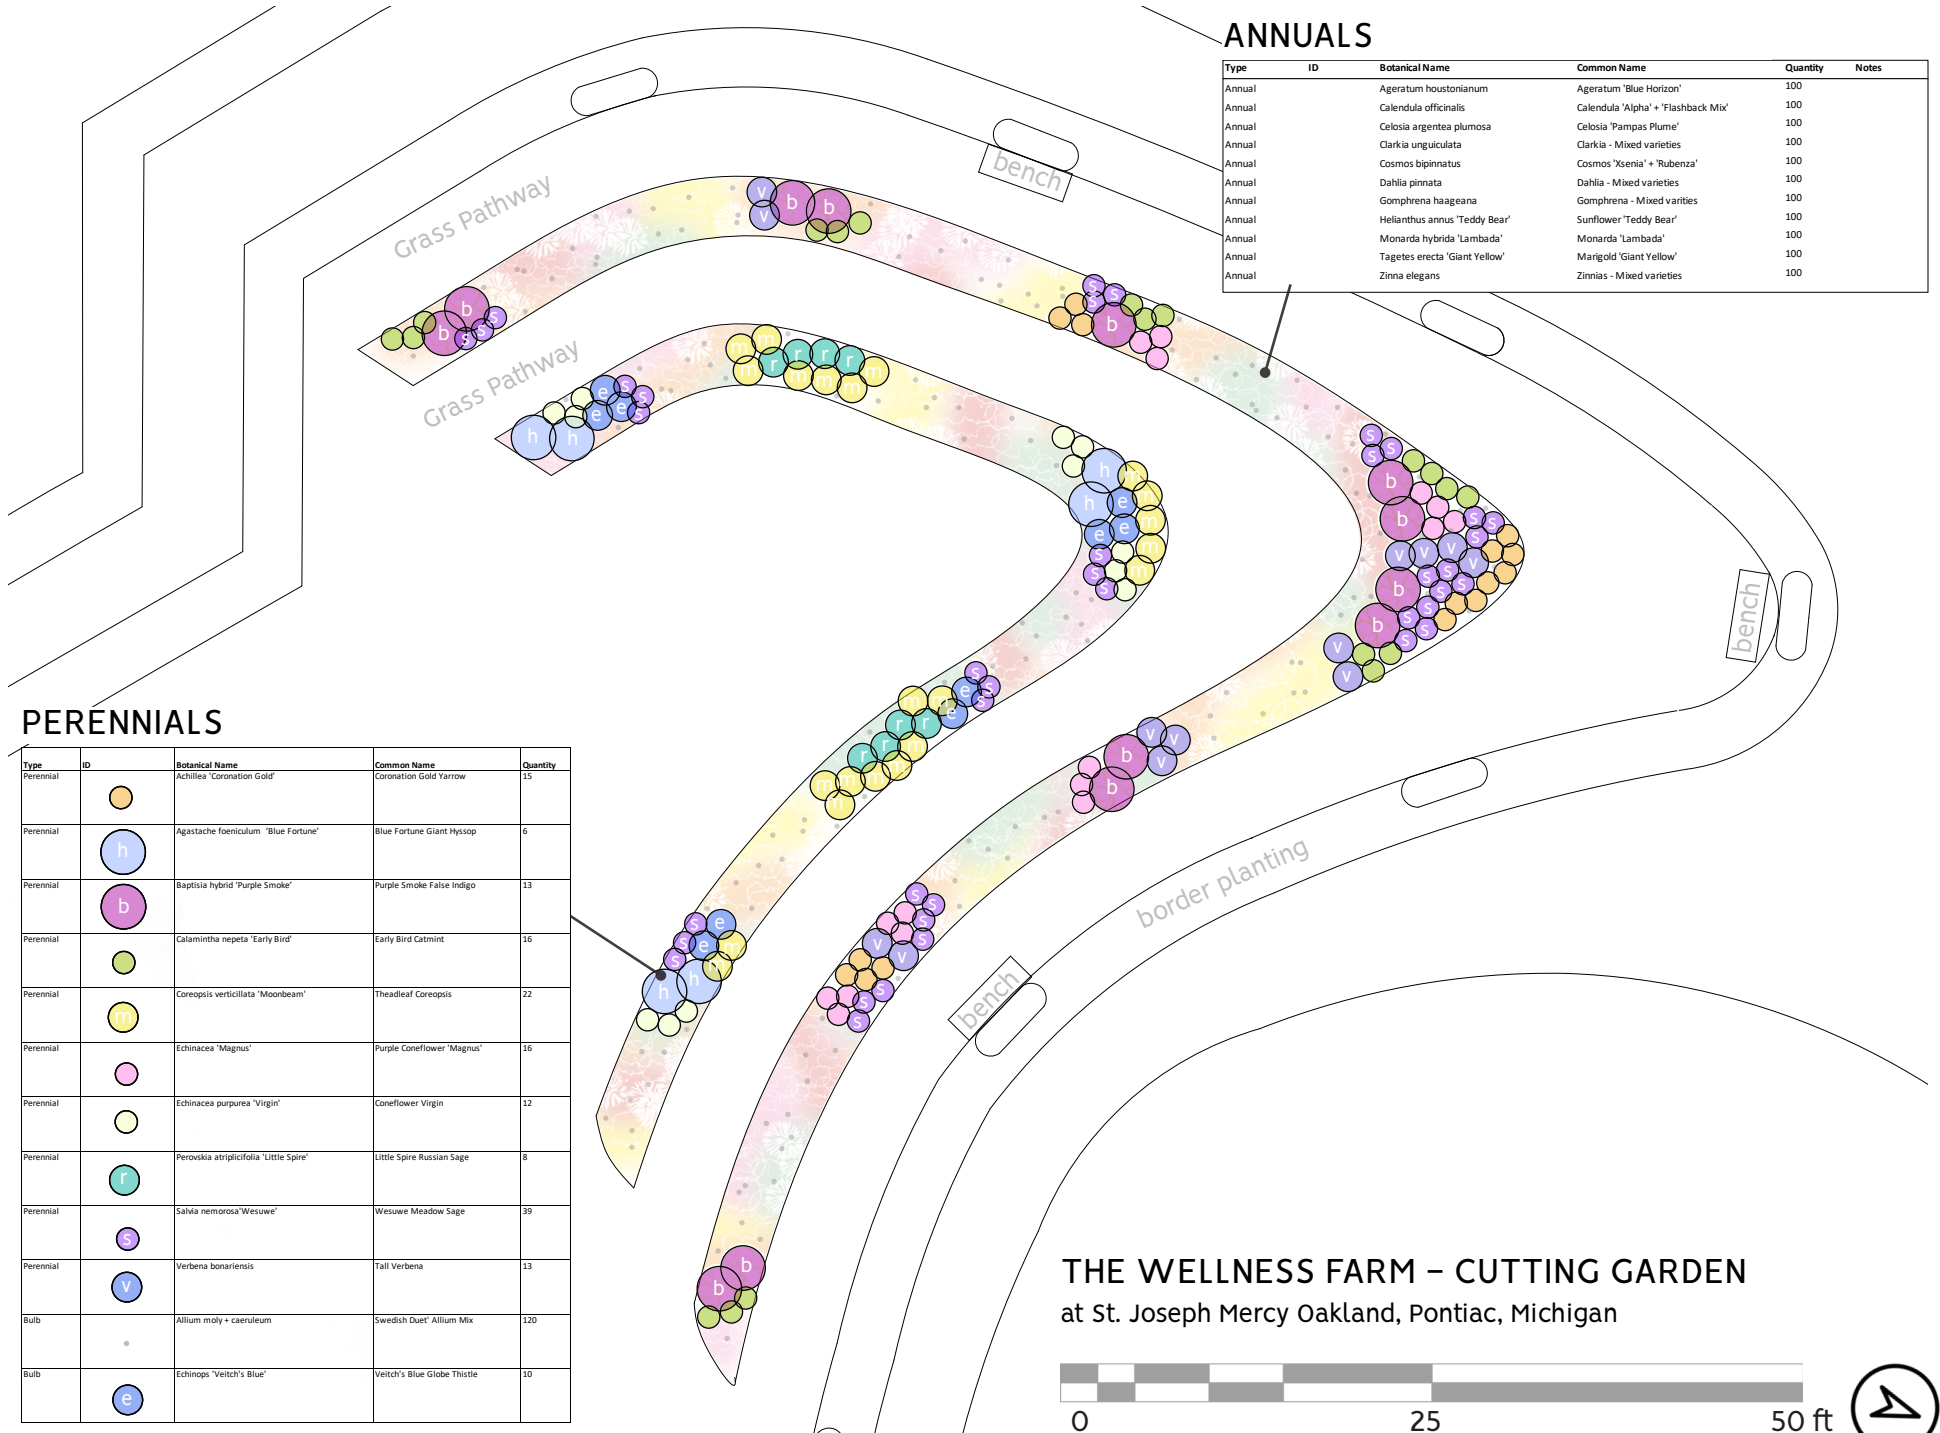 ANNUALS
Type ID Botanical Name Common Name Quantity Notes
Annual Ageratum houstonianum Ageratum 'Blue Horizon' 100
Annual Calendula officinalis Calendula 'Alpha' + 'Flashback Mix' 100
Annual Celosia argentea plumosa Celosia 'Pampas Plume' 100
Annual Clarkia unguiculata Clarkia - Mixed varieties 100
Annual Cosmos bipinnatus Cosmos 'Xsenia' + 'Rubenza' 100
Annual Dahlia pinnata Dahlia - Mixed varieties 100
Annual Gomphrena haageana Gomphrena - Mixed varities 100
Annual Helianthus annus 'Teddy Bear' Sunflower 'Teddy Bear' 100
Annual Monarda hybrida 'Lambada' Monarda 'Lambada' 100
Annual Tagetes erecta 'Giant Yellow' Marigold 'Giant Yellow' 100
Annual Zinna elegans Zinnias - Mixed varieties 100
bench
Grass Pathway
Grass Pathway
bench
border planting
bench
PERENNIALS
Type ID Botanical Name Common Name Quantity
Perennial Achillea 'Coronation Gold' Coronation Gold Yarrow 15
Perennial h Agastache foeniculum 'Blue Fortune' Blue Fortune Giant Hyssop 6
Perennial b Baptisia hybrid 'Purple Smoke' Purple Smoke False Indigo 13
Perennial Calamintha nepeta 'Early Bird' Early Bird Catmint 16
Perennial m Coreopsis verticillata 'Moonbeam' Theadleaf Coreopsis 22
Perennial Echinacea 'Magnus' Purple Coneflower 'Magnus' 16
Perennial Echinacea purpurea 'Virgin' Coneflower Virgin 12
Perennial r Perovskia atriplicifolia 'Little Spire' Little Spire Russian Sage 8
Perennial s Salvia nemorosa'Wesuwe' Wesuwe Meadow Sage 39
Perennial v Verbena bonariensis Tall Verbena 13
Bulb Allium moly + caeruleum Swedish Duet' Allium Mix 120
Bulb e Echinops 'Veitch's Blue' Veitch's Blue Globe Thistle 10
THE WELLNESS FARM – CUTTING GARDEN
at St. Joseph Mercy Oakland, Pontiac, Michigan
0 25 50 ft